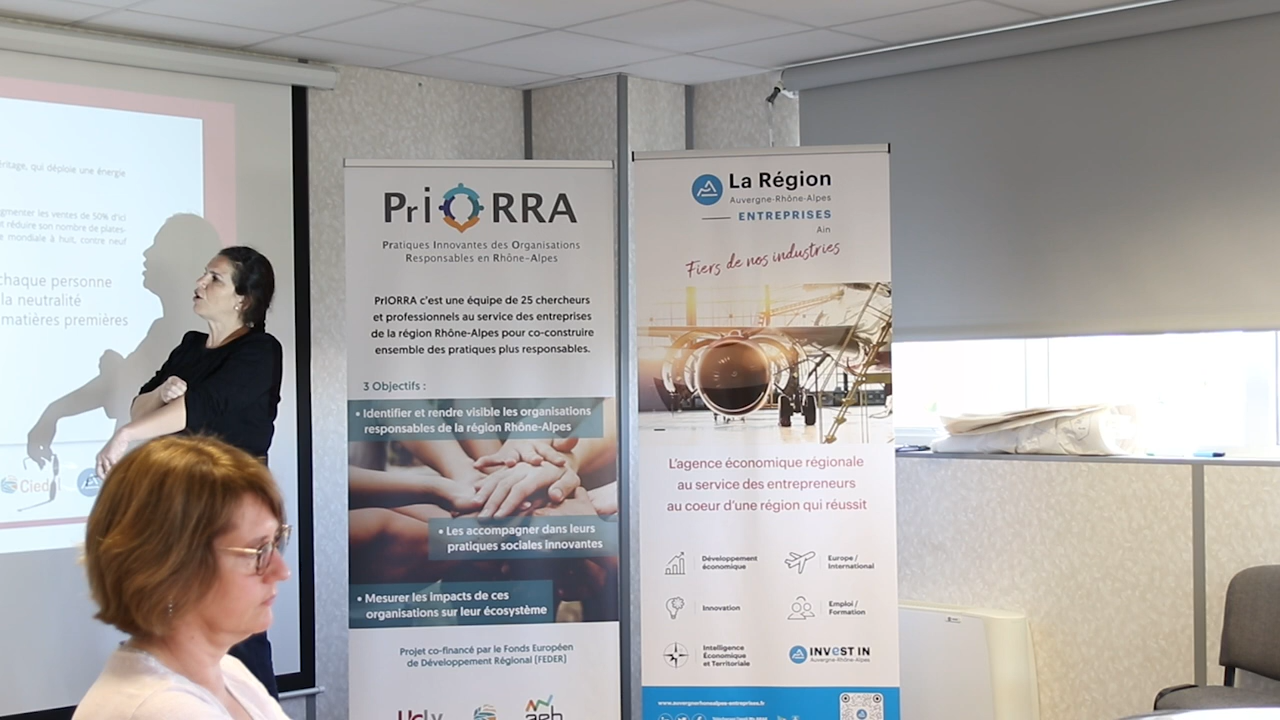 éritage, qui déploie une énergie
gmenter les ventes de 50% d'ici
t réduire son nombre de plates-
e mondiale à huit, contre neuf
chaque personne
la neutralité
matières premières
Ciedel
PriORRA
Pratiques Innovantes des Organisations
Responsables en Rhône-Alpes
PrIORRA c'est une équipe de 25 chercheurs
et professionnels au service des entreprises
de la région Rhône-Alpes pour co-construire
ensemble des pratiques plus responsables.
3 Objectifs :
• Identifier et rendre visible les organisations
responsables de la région Rhône-Alpes
• Les accompagner dans leurs
pratiques sociales innovantes
• Mesurer les impacts de ces
organisations sur leur écosystème
Projet co-financé par le Fonds Européen
de Développement Régional (FEDER)
La Région
Auvergne-Rhône-Alpes
ENTREPRISES
Ain
Fiers de nos industries
L'agence économique régionale
au service des entrepreneurs
au coeur d'une région qui réussit
Développement
économique
Europe /
International
Innovation
Emploi /
Formation
Intelligence
Économique
et Territoriale
INVEST IN
Auvergne-Rhône-Alpes
www.auvergnerhonealpes-entreprises.fr